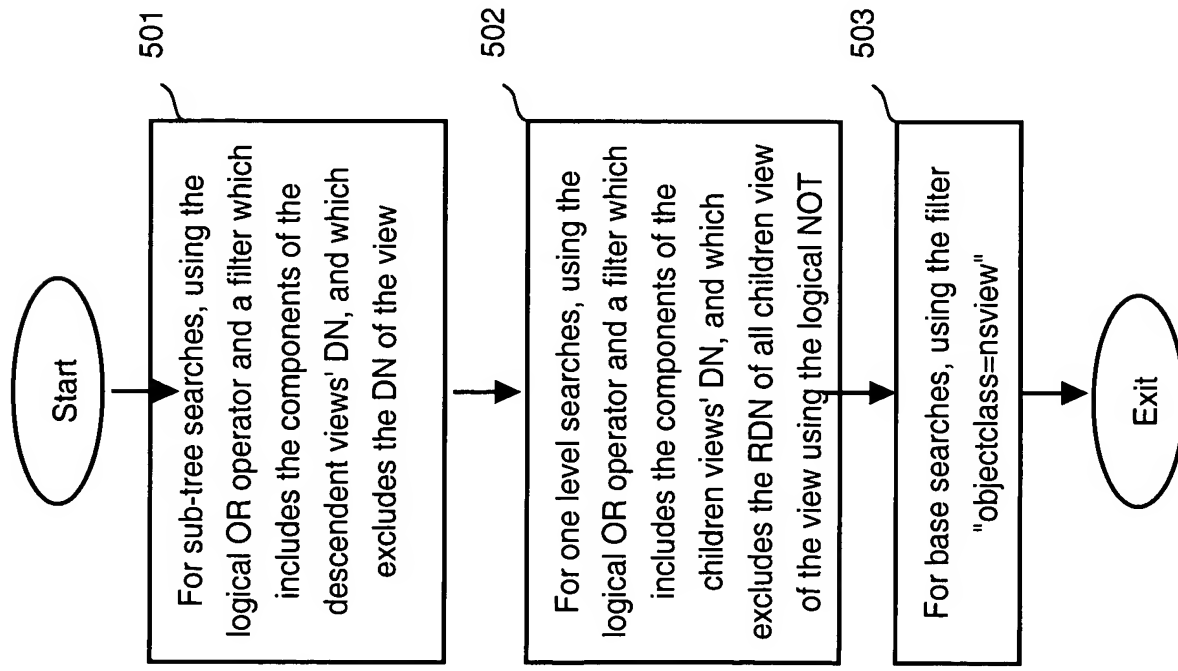 Start
501
For sub-tree searches, using the
logical OR operator and a filter which
includes the components of the
descendent views' DN, and which
excludes the DN of the view
502
For one level searches, using the
logical OR operator and a filter which
includes the components of the
children views' DN, and which
excludes the RDN of all children view
of the view using the logical NOT
503
For base searches, using the filter
"objectclass=nsview"
Exit